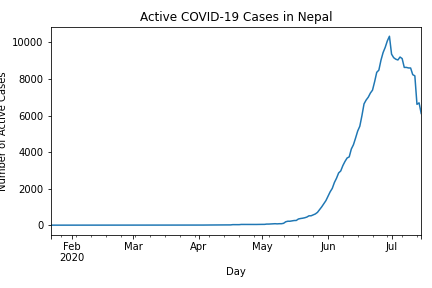 Active COVID-19 Cases in Nepal
Number of Active Cases
10000
8000
6000
4000
2000
0
Feb Mar Apr May Jun Jul
2020
Day